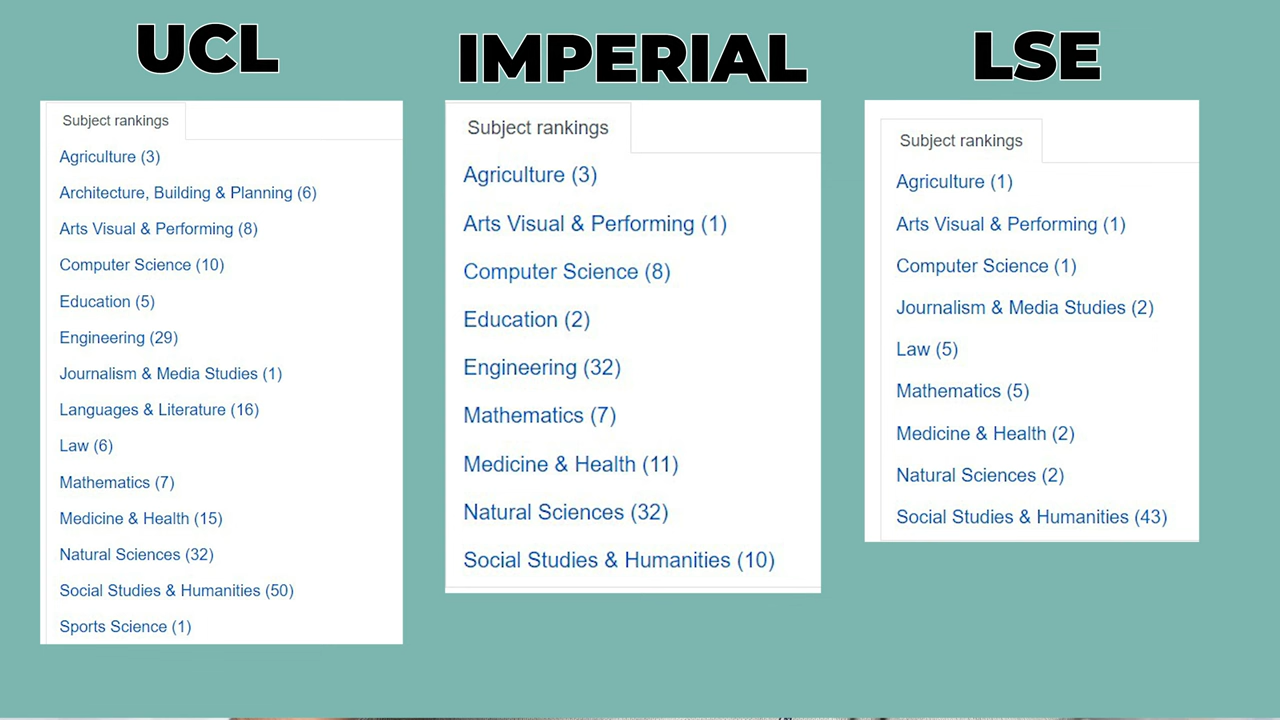 UCL
Subject rankings
Agriculture (3)
Architecture, Building & Planning (6)
Arts Visual & Performing (8)
Computer Science (10)
Education (5)
Engineering (29)
Journalism & Media Studies (1)
Languages & Literature (16)
Law (6)
Mathematics (7)
Medicine & Health (15)
Natural Sciences (32)
Social Studies & Humanities (50)
Sports Science (1)
IMPERIAL
Subject rankings
Agriculture (3)
Arts Visual & Performing (1)
Computer Science (8)
Education (2)
Engineering (32)
Mathematics (7)
Medicine & Health (11)
Natural Sciences (32)
Social Studies & Humanities (10)
LSE
Subject rankings
Agriculture (1)
Arts Visual & Performing (1)
Computer Science (1)
Journalism & Media Studies (2)
Law (5)
Mathematics (5)
Medicine & Health (2)
Natural Sciences (2)
Social Studies & Humanities (43)